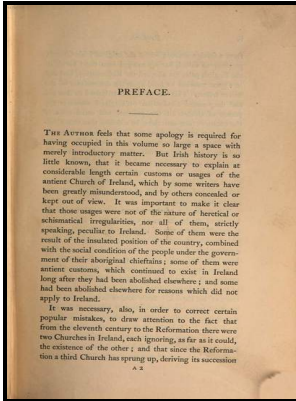 PREFACE.
THE AUTHOR feels that some apology is required for
having occupied in this volume so large a space with
merely introductory matter. But Irish history is so
little known, that it became necessary to explain at
considerable length certain customs or usages of the
antient Church of Ireland, which by some writers have
been greatly misunderstood, and by others concealed or
kept out of view. It was important to make it clear
that those usages were not of the nature of heretical or
schismatical irregularities, nor all of them, strictly
speaking, peculiar to Ireland. Some of them were the
result of the insulated position of the country, combined
with the social condition of the people under the govern-
ment of their aboriginal chieftains; some of them were
antient customs, which continued to exist in Ireland
long after they had been abolished elsewhere; and some
had been abolished elsewhere for reasons which did not
apply to Ireland.
It was necessary, also, in order to correct certain
popular mistakes, to draw attention to the fact that
from the eleventh century to the Reformation there were
two Churches in Ireland, each ignoring, as far as it could,
the existence of the other; and that since the Reforma-
tion a third Church has sprung up, deriving its succession
A 2